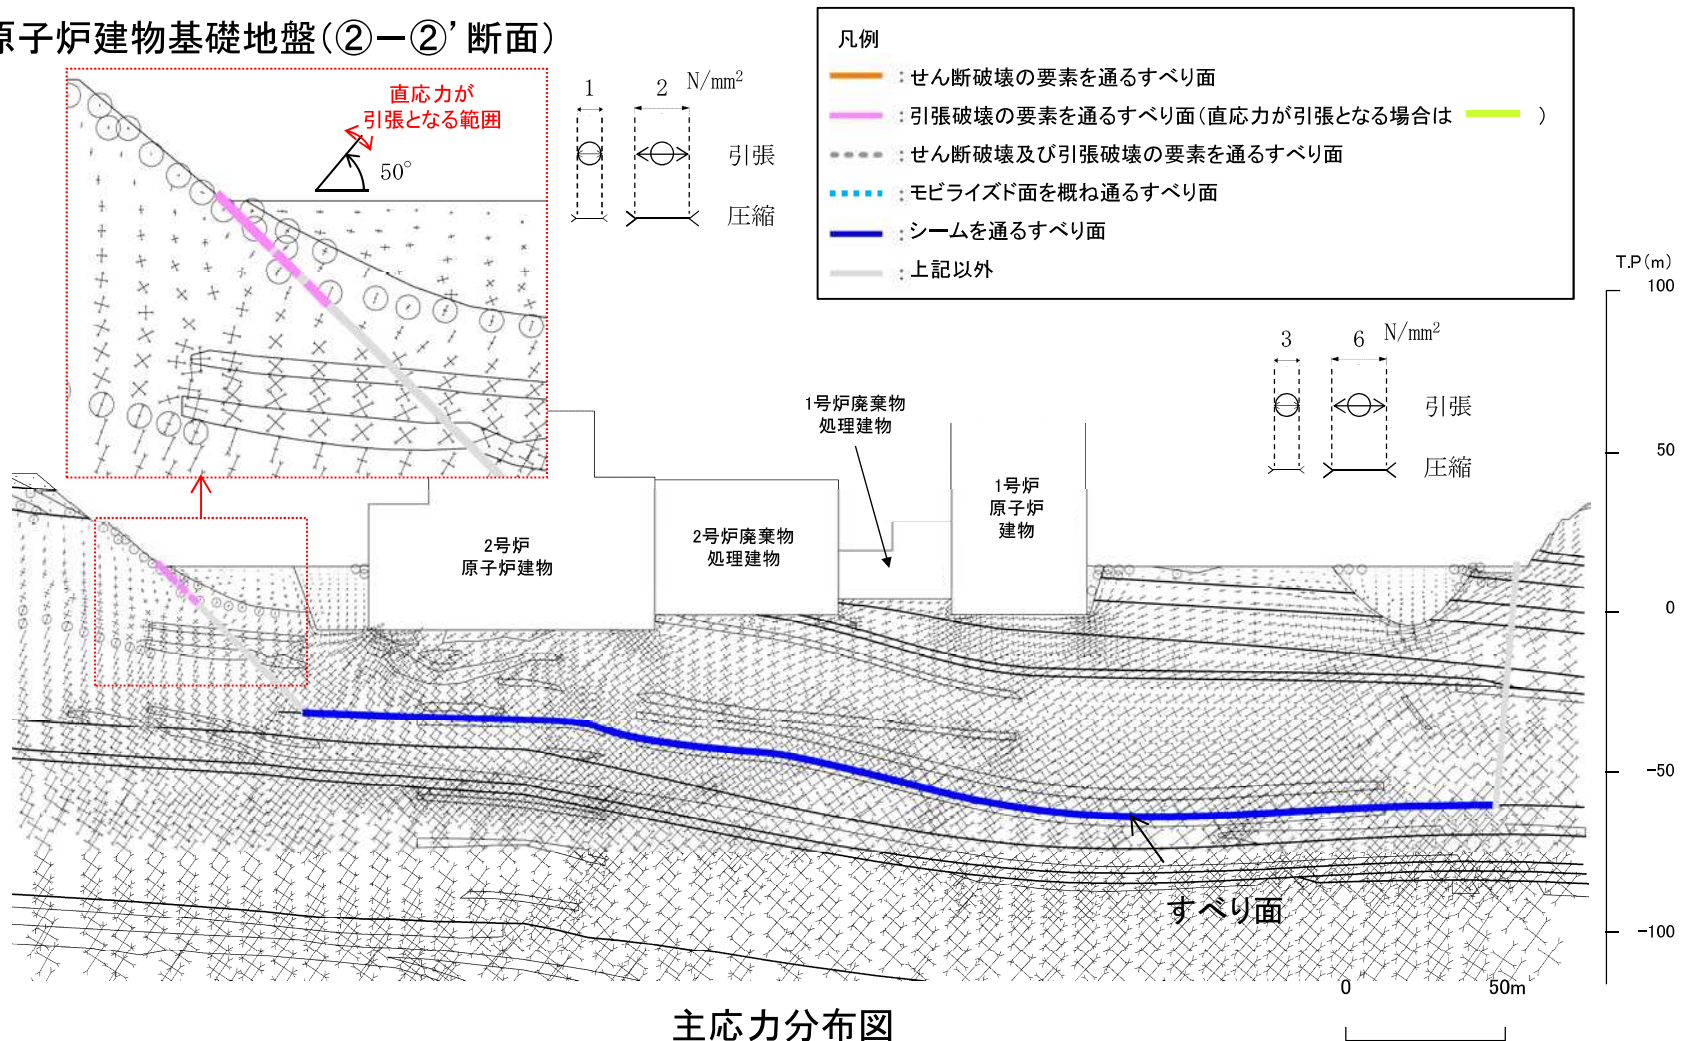 原子炉建物基礎地盤(②ー②'断面)
直応力が
引張となる範囲
50°
1 2 N/mm²
引張
圧縮
凡例
:せん断破壊の要素を通るすべり面
:引張破壊の要素を通るすべり面(直応力が引張となる場合は )
:せん断破壊及び引張破壊の要素を通るすべり面
:モビライズド面を概ね通るすべり面
:シームを通るすべり面
:上記以外
T.P(m)
100
50
0
-50
-100
3 6 N/mm²
引張
圧縮
1号炉廃棄物
処理建物
1号炉
原子炉
建物
2号炉
原子炉建物
2号炉廃棄物
処理建物
すべり面
0 50m
主応力分布図